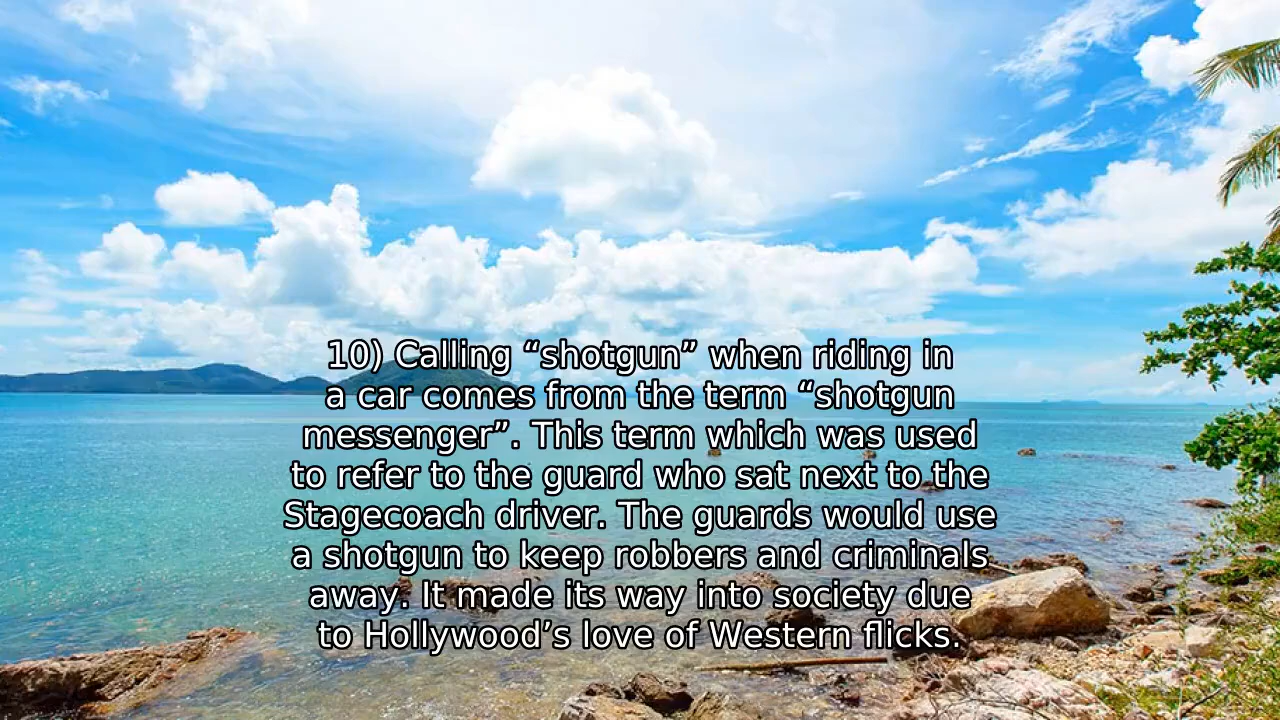 10) Calling “shotgun” when riding in
a car comes from the term “shotgun
messenger”. This term which was used
to refer to the guard who sat next to the
Stagecoach driver. The guards would use
a shotgun to keep robbers and criminals
away. It made its way into society due
to Hollywood’s love of Western flicks.